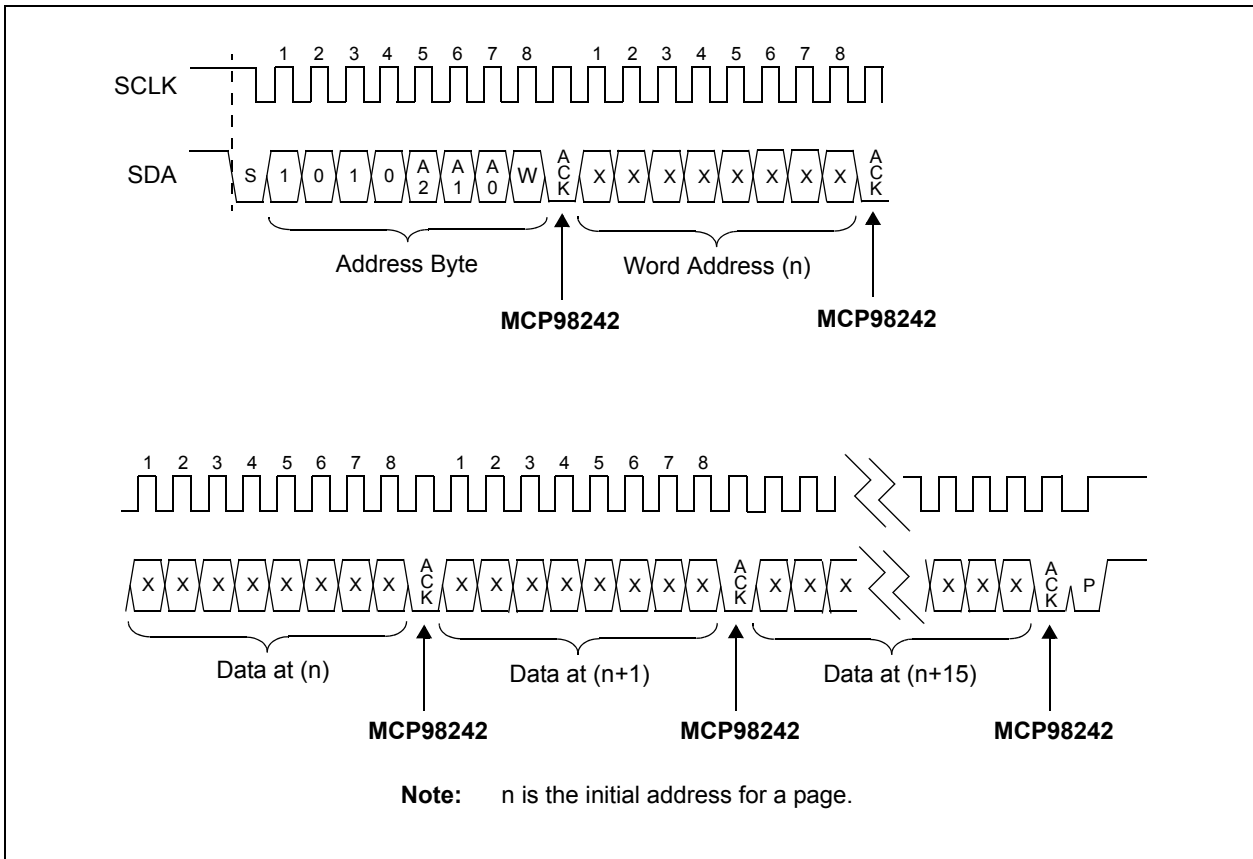 1 2 3 4 5 6 7 8 1 2 3 4 5 6 7 8
SCLK
SDA
S 1 0 1 0 A2 A1 A0 W ACK X X X X X X X X ACK
Address Byte Word Address (n)
MCP98242 MCP98242
1 2 3 4 5 6 7 8 1 2 3 4 5 6 7 8
X X X X X X X X ACK X X X X X X X X ACK X X X X X X ACK P
Data at (n) Data at (n+1) Data at (n+15)
MCP98242 MCP98242 MCP98242
Note: n is the initial address for a page.